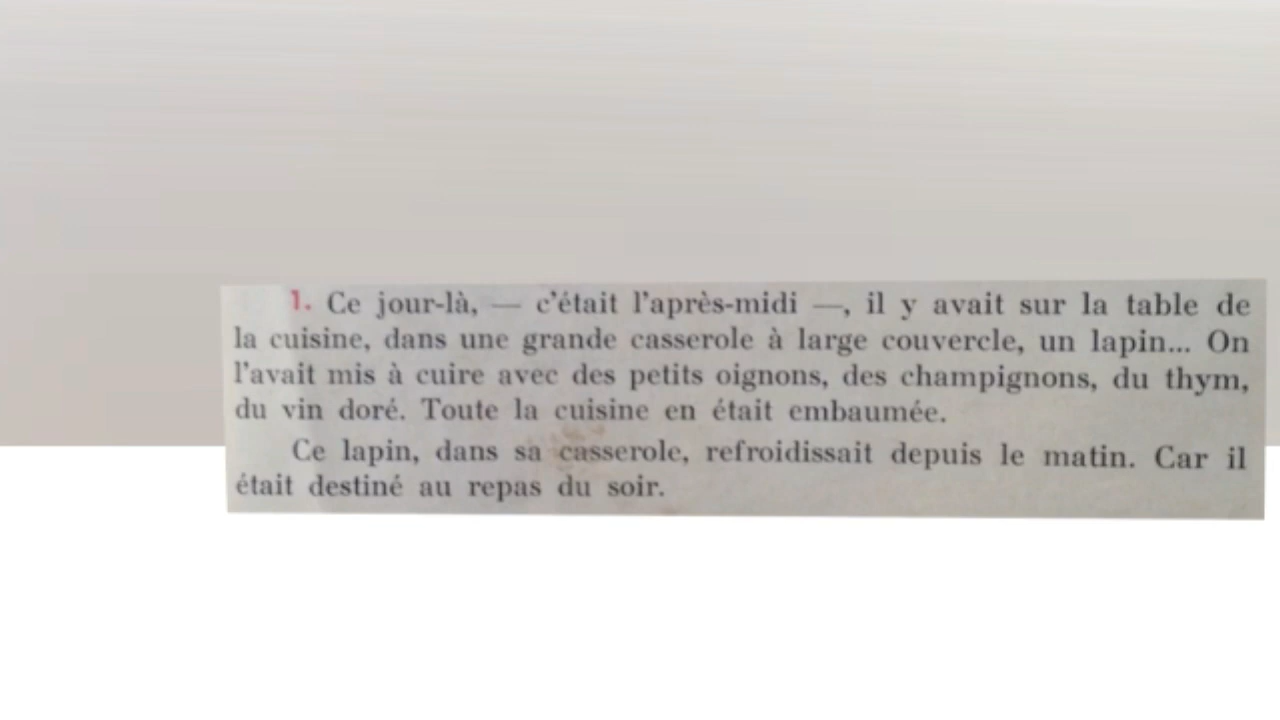 1. Ce jour-là, — c'était l'après-midi —, il y avait sur la table de
la cuisine, dans une grande casserole à large couvercle, un lapin... On
l'avait mis à cuire avec des petits oignons, des champignons, du thym,
du vin doré. Toute la cuisine en était embaumée.
Ce lapin, dans sa casserole, refroidissait depuis le matin. Car il
était destiné au repas du soir.